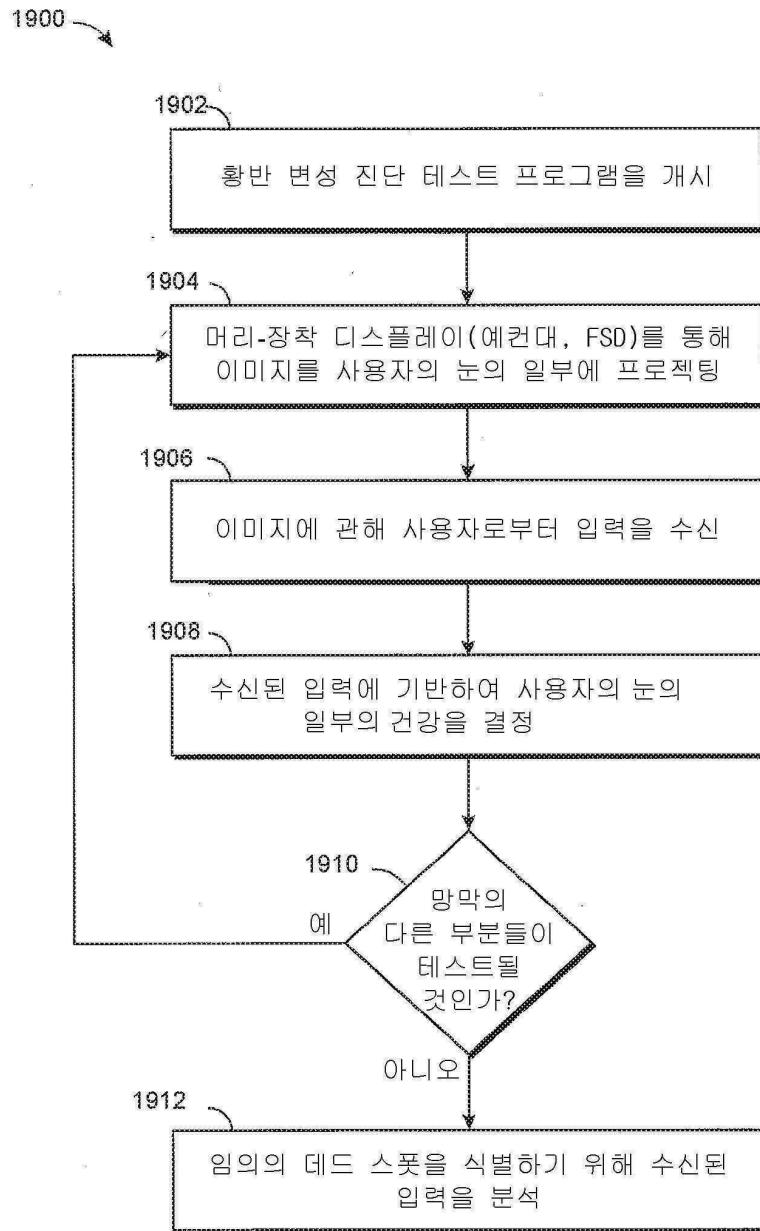 1900
1902
황반 변성 진단 테스트 프로그램을 개시
1904
머리-장착 디스플레이(예컨대, FSD)를 통해
이미지를 사용자의 눈의 일부에 프로젝팅
1906
이미지에 관해 사용자로부터 입력을 수신
1908
수신된 입력에 기반하여 사용자의 눈의
일부의 건강을 결정
1910
망막의
다른 부분들이
테스트될
것인가?
예
아니오
1912
임의의 데드 스폿을 식별하기 위해 수신된
입력을 분석